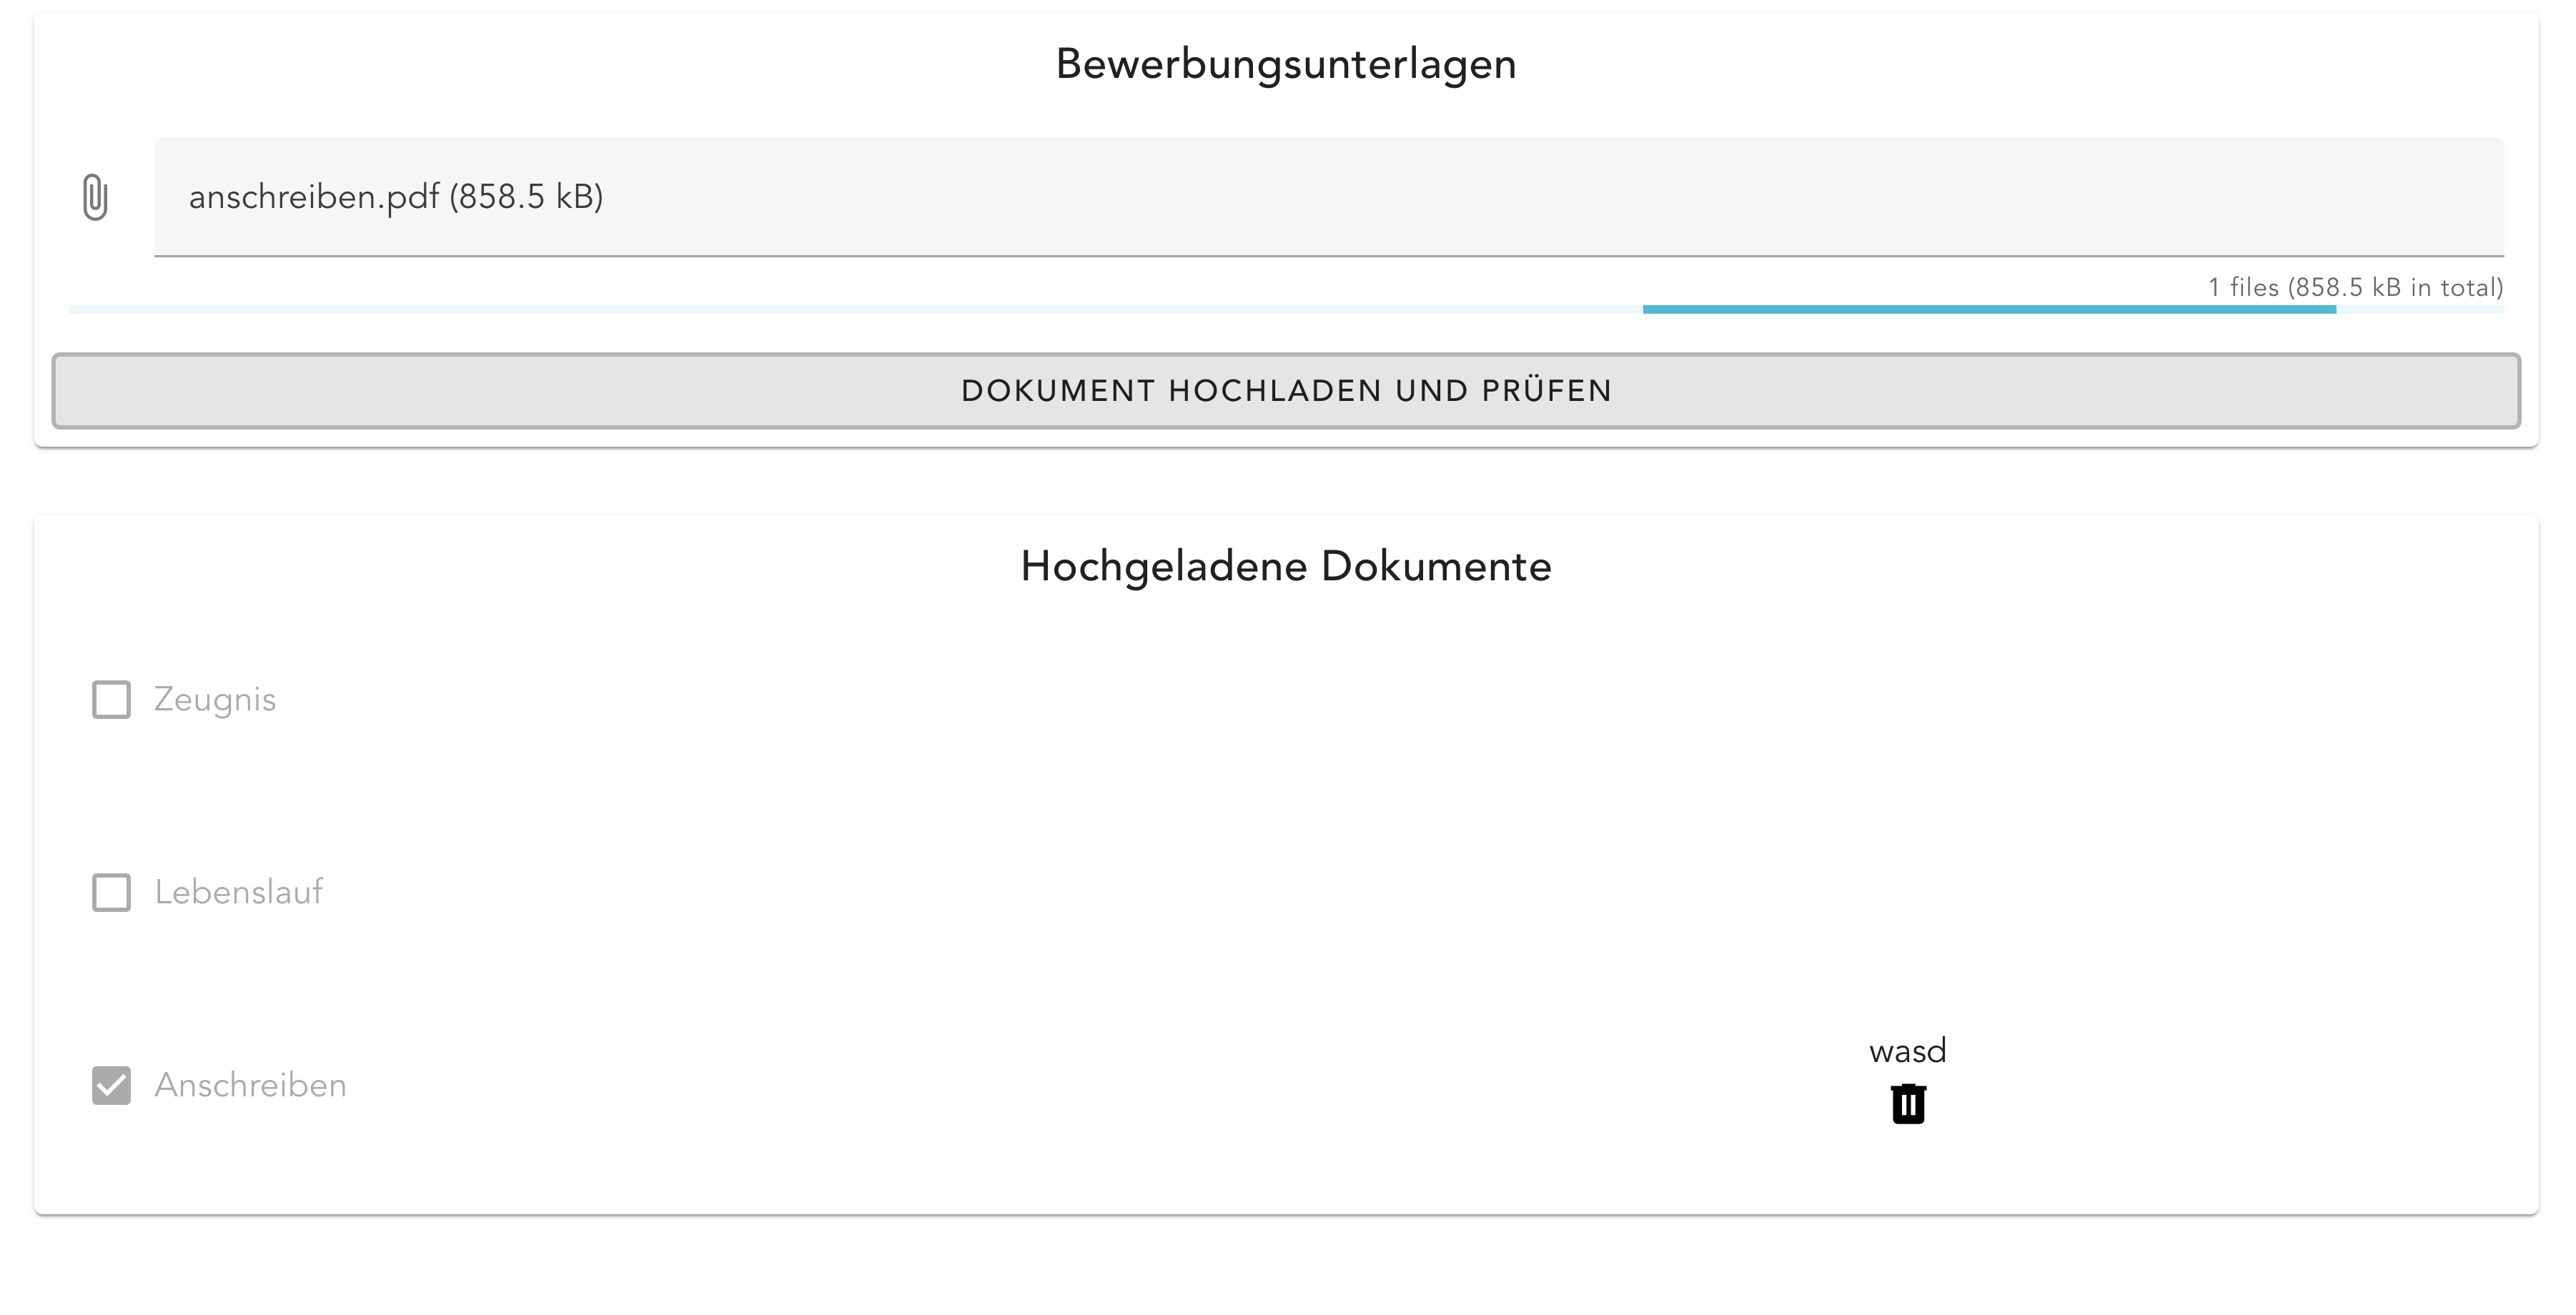 Bewerbungsunterlagen
anschreiben.pdf (858.5 kB)
1 files (858.5 kB in total)
DOKUMENT HOCHLADEN UND PRÜFEN
Hochgeladene Dokumente
Zeugnis
Lebenslauf
wasd
Anschreiben